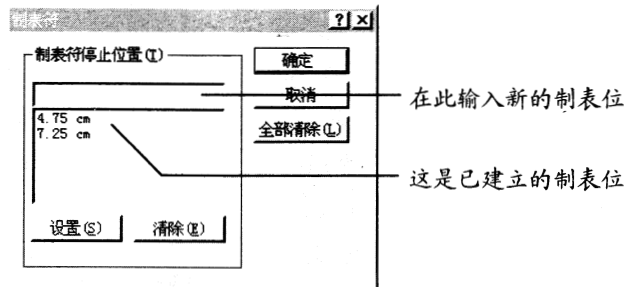 制表符
制表符停止位置(T)
4.75 cm
7.25 cm
设置(S)
清除(E)
确定
取消
全部清除(L)
在此输入新的制表位
这是已建立的制表位